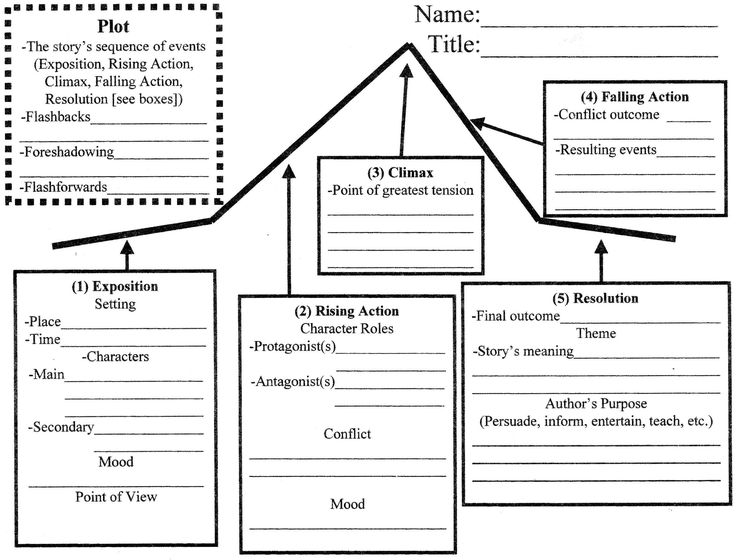 Name:
Title:
Plot
-The story's sequence of events
(Exposition, Rising Action,
Climax, Falling Action,
Resolution [see boxes])
-Flashbacks
-Foreshadowing
-Flashforwards
(1) Exposition
Setting
-Place
-Time
-Characters
-Main
-Secondary
Mood
Point of View
(2) Rising Action
Character Roles
-Protagonist(s)
-Antagonist(s)
Conflict
Mood
(3) Climax
-Point of greatest tension
(4) Falling Action
-Conflict outcome
-Resulting events
(5) Resolution
-Final outcome
Theme
-Story's meaning
Author's Purpose
(Persuade, inform, entertain, teach, etc.)